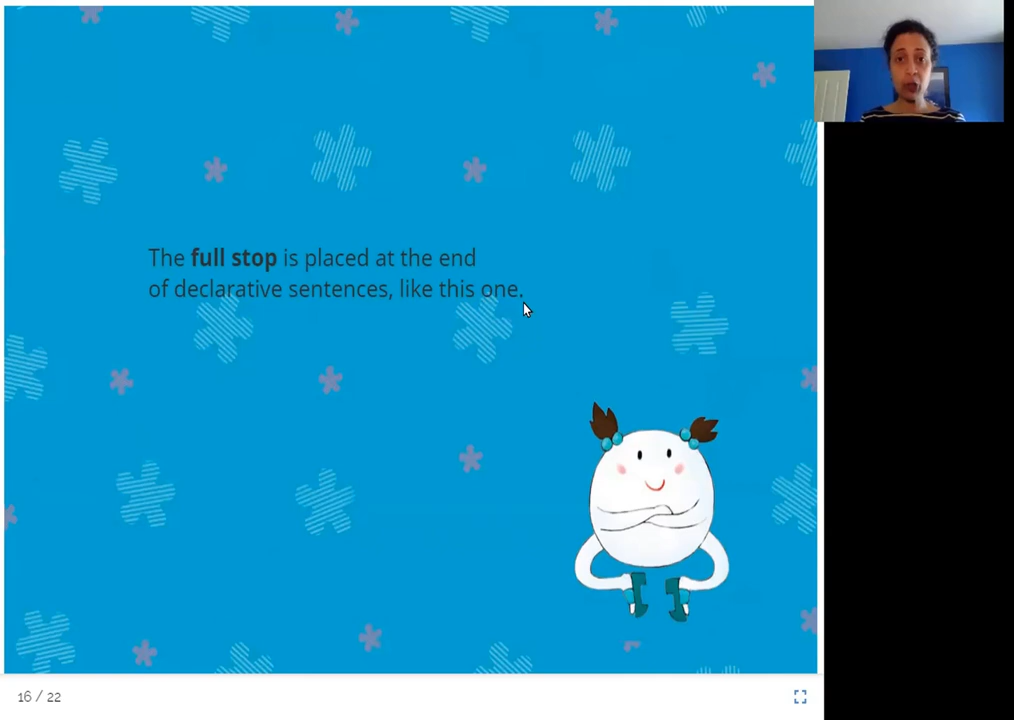 The full stop is placed at the end
of declarative sentences, like this one.
16 / 22